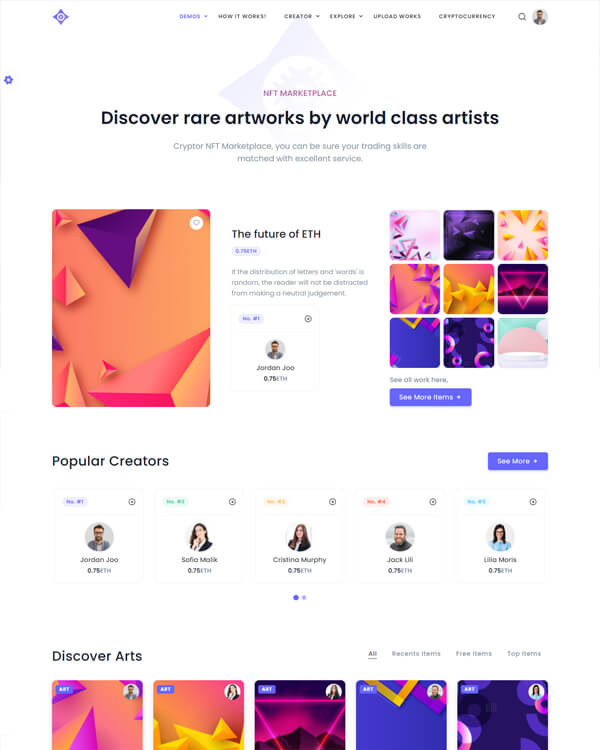 DEMOS HOW IT WORKS! CREATOR EXPLORE UPLOAD WORKS CRYPTOCURRENCY
NFT MARKETPLACE
Discover rare artworks by world class artists
Cryptor NFT Marketplace, you can be sure your trading skills are
matched with excellent service.
The future of ETH
0.75ETH
If the distribution of letters and 'words' is
random, the reader will not be distracted
from making a neutral judgement.
No. #1
Jordan Joo
0.75ETH
See all work here,
See More Items +
Popular Creators
See More +
No. #1 No. #2 No. #3 No. #4 No. #5
Jordan Joo Sofia Malik Cristina Murphy Jack Lili Lilia Moris
0.75ETH 0.75ETH 0.75ETH 0.75ETH 0.75ETH
Discover Arts
All Recents Items Free Items Top Items
ART ART ART ART ART